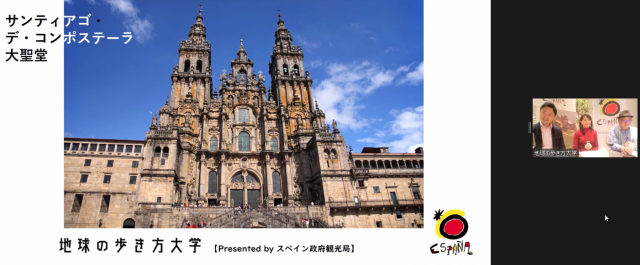 サンティアゴ・
デ・コンポステーラ
大聖堂
地球の歩き方大学 【Presented by スペイン政府観光局】
ESPAÑA
ESPAÑA
地球の歩き方大学